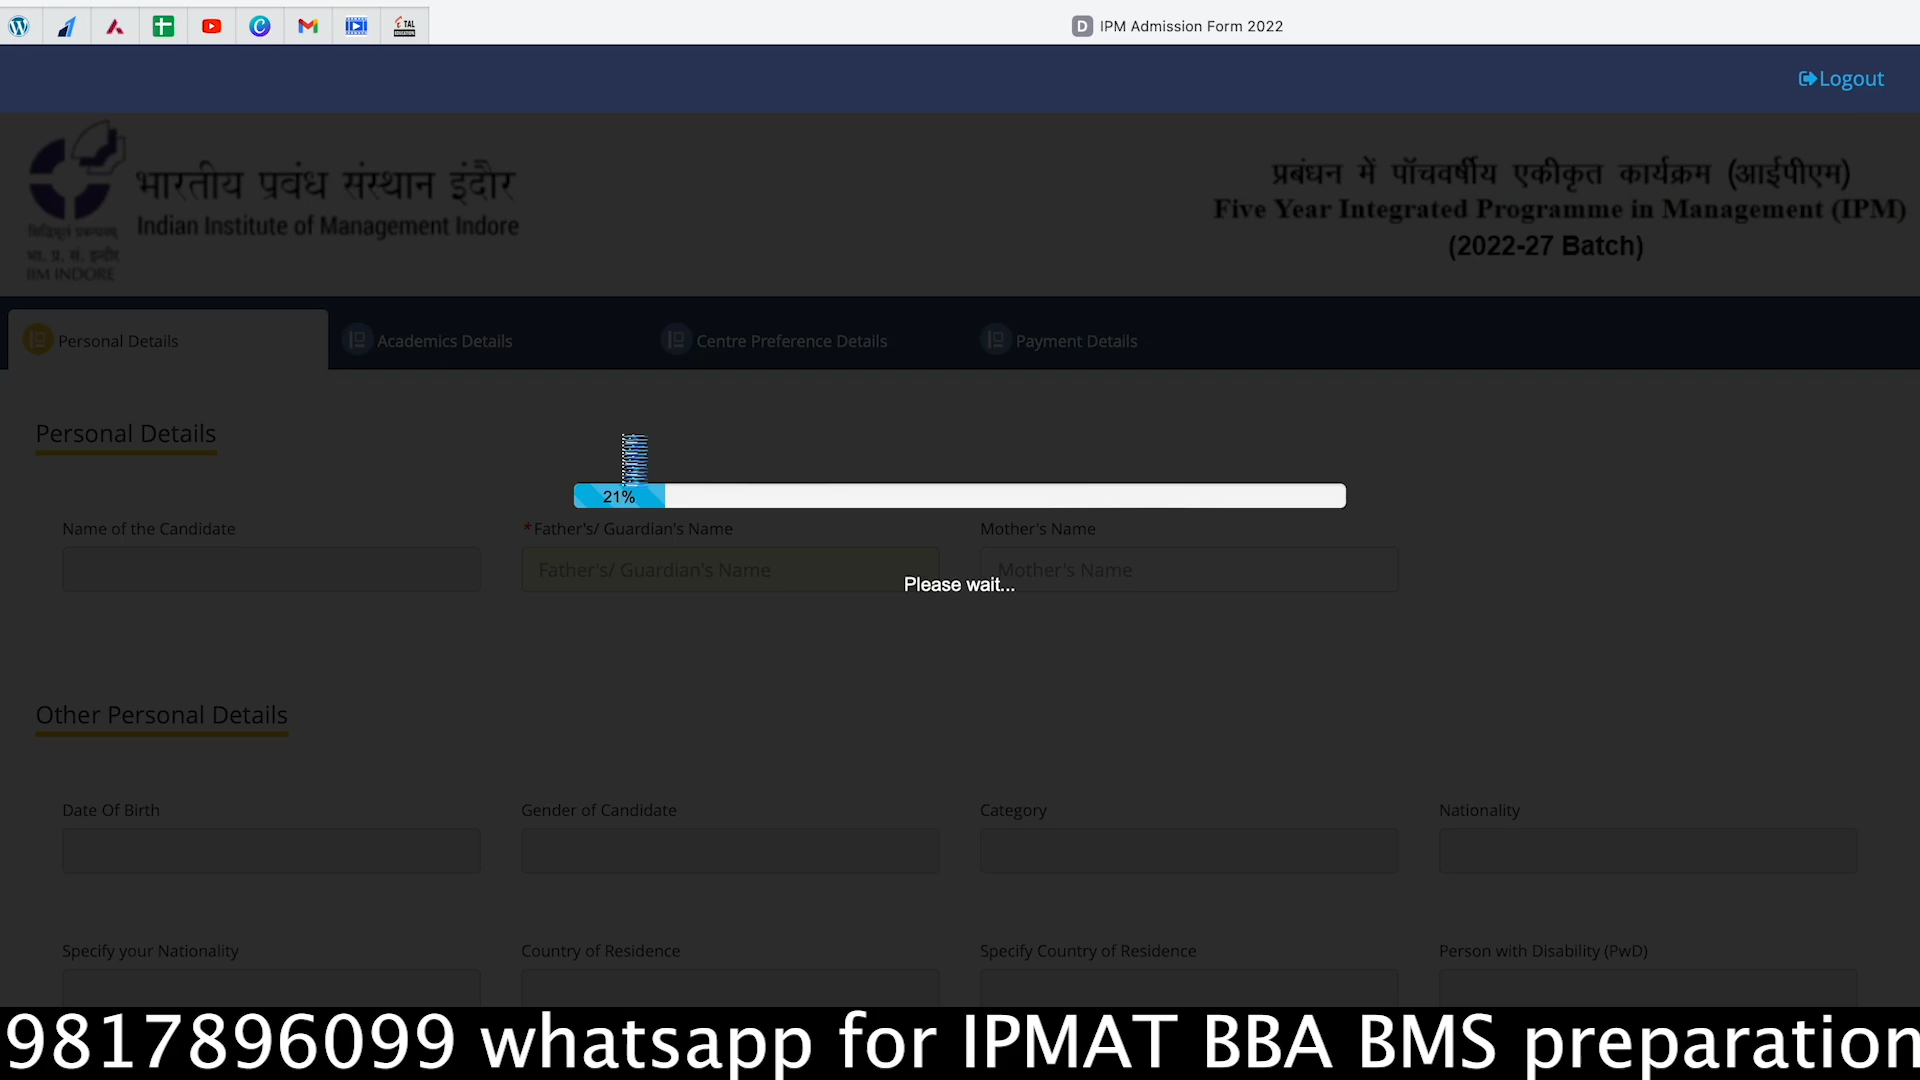 IPM Admission Form 2022
Logout
भारतीय प्रबंध संस्थान इंदौर
Indian Institute of Management Indore
भा. प्र. सं. इन्दौर
IIM INDORE
प्रबंधन में पॉचवर्षीय एकीकृत कार्यक्रम (आईपीएम)
Five Year Integrated Programme in Management (IPM)
(2022-27 Batch)
Personal Details
Academics Details
Centre Preference Details
Payment Details
Personal Details
21%
Name of the Candidate
*Father's/ Guardian's Name
Mother's Name
Father's/ Guardian's Name
Mother's Name
Please wait...
Other Personal Details
Date Of Birth
Gender of Candidate
Category
Nationality
Specify your Nationality
Country of Residence
Specify Country of Residence
Person with Disability (PwD)
9817896099 whatsapp for IPMAT BBA BMS preparation